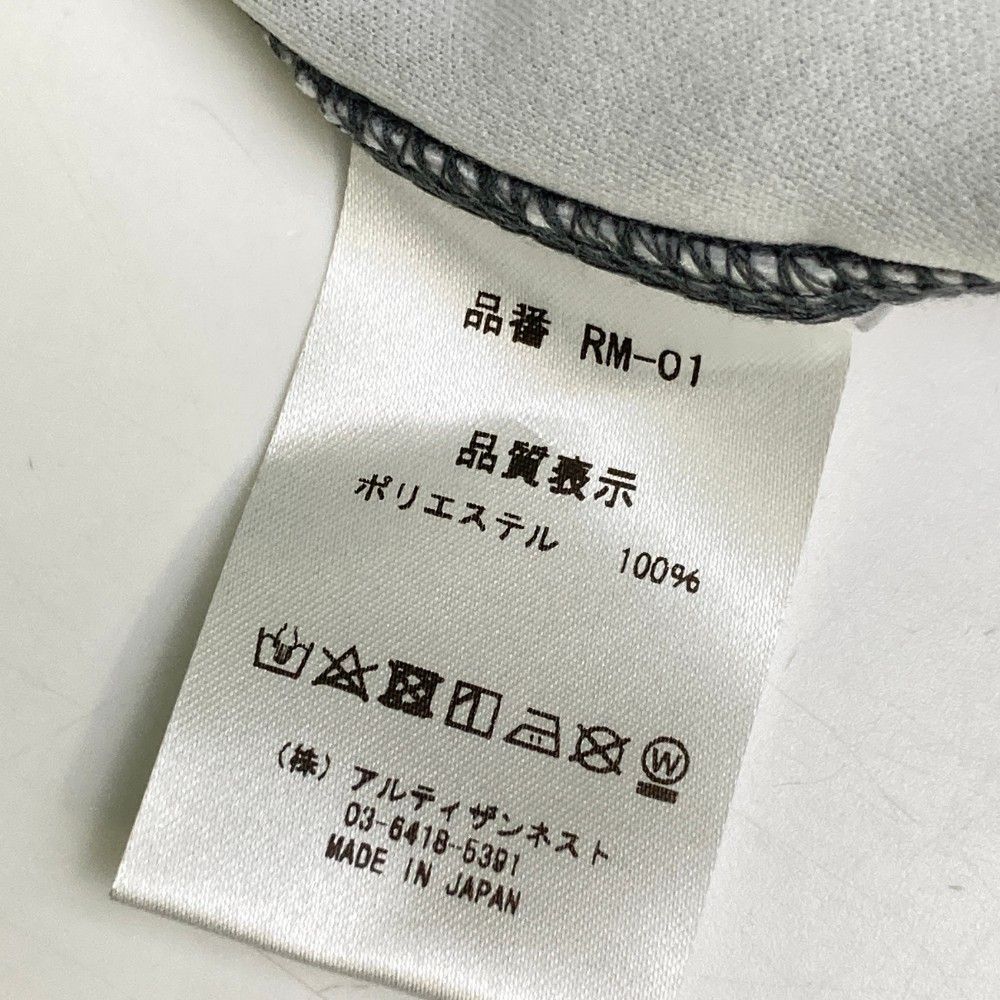 品番 RM-01
品質表示
ポリエステル 100%
W
(株)アルティザンネスト
03-6418-5391
MADE IN JAPAN